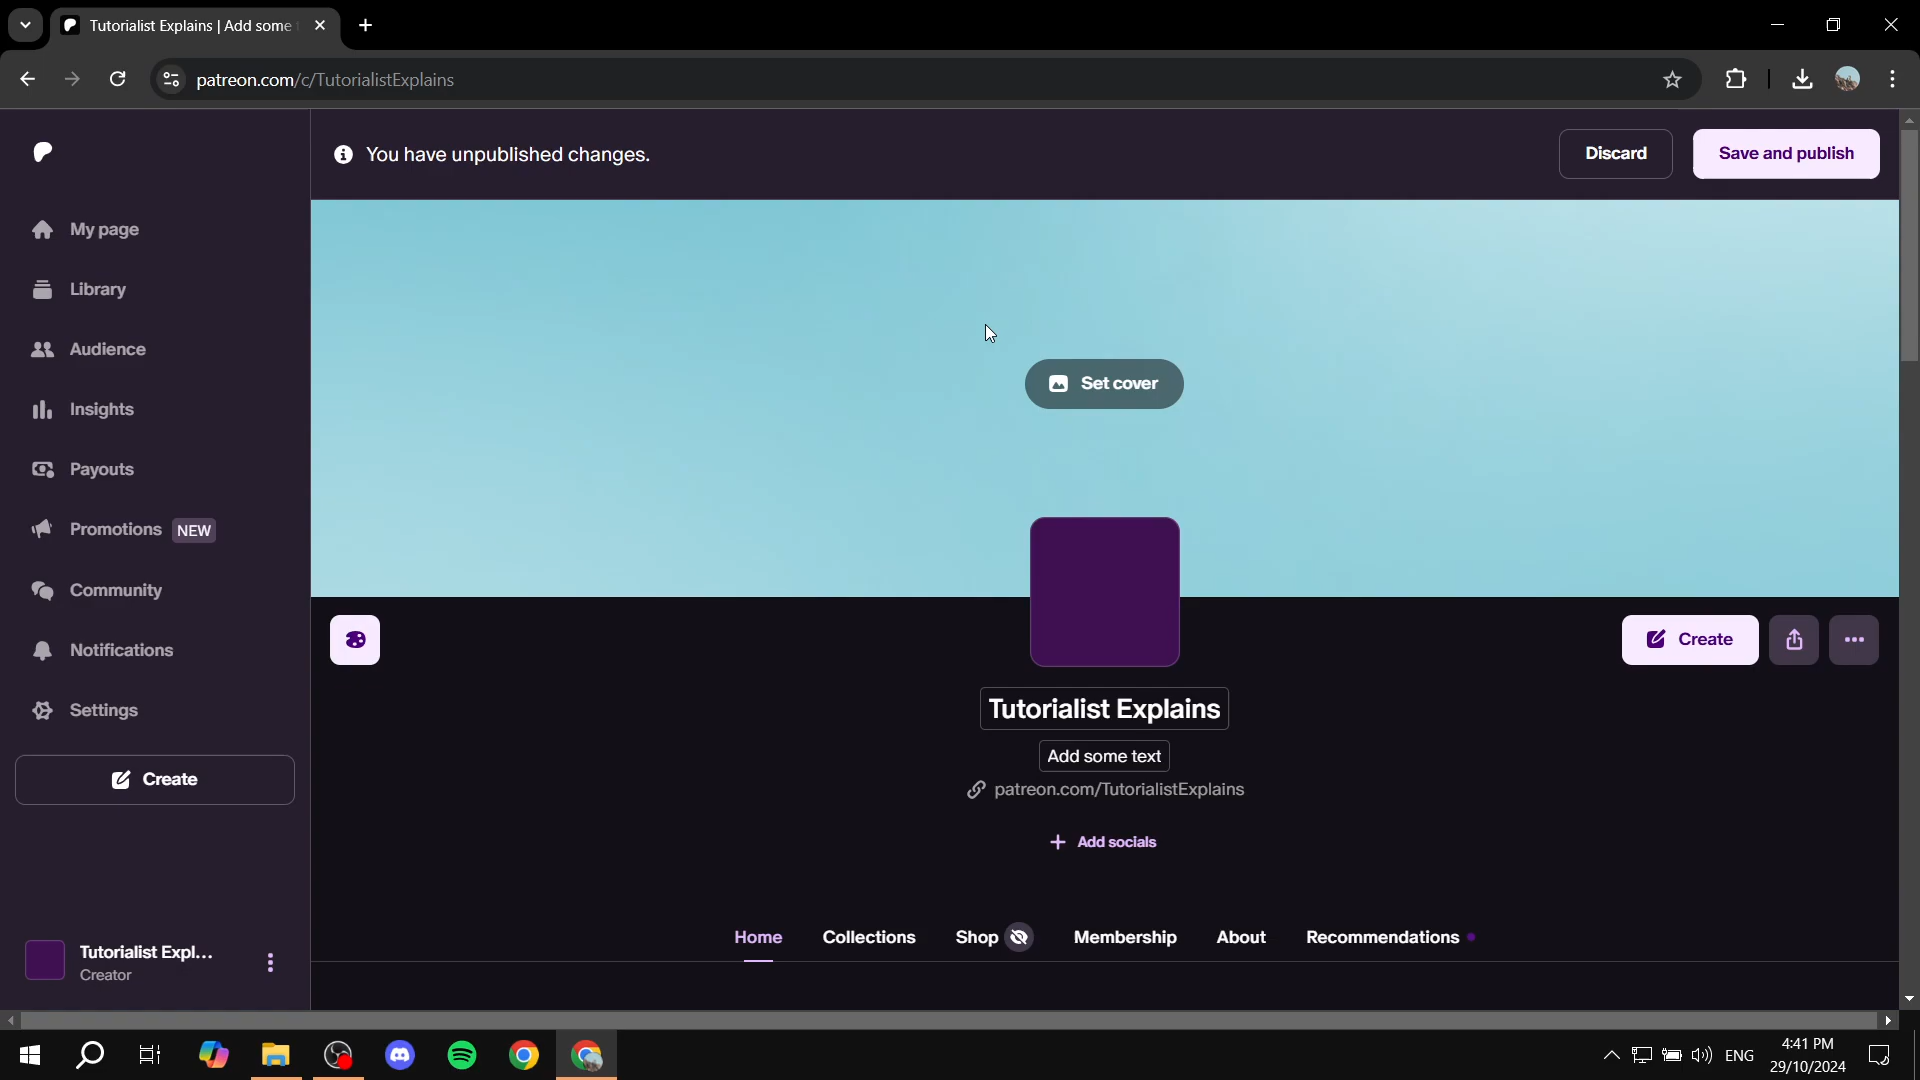 Tutorialist Explains | Add some
patreon.com/c/TutorialistExplains
You have unpublished changes.
Discard
Save and publish
My page
Library
Audience
Insights
Payouts
Promotions NEW
Community
Notifications
Settings
Create
Set cover
Create
Tutorialist Explains
Add some text
patreon.com/TutorialistExplains
Add socials
Home Collections Shop Membership About Recommendations
Tutorialist Expl...
Creator
ENG
4:41 PM
29/10/2024